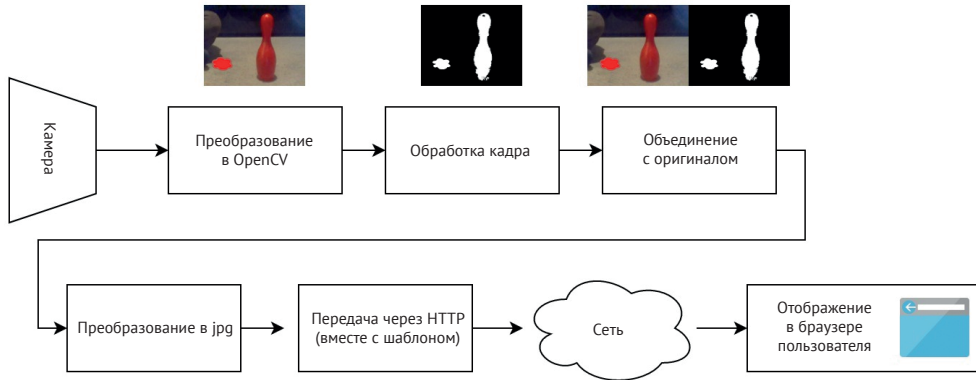 Камера
Преобразование
в OpenCV
Обработка кадра
Объединение
с оригиналом
Преобразование в jpg
Передача через HTTP
(вместе с шаблоном)
Сеть
Отображение
в браузере
пользователя